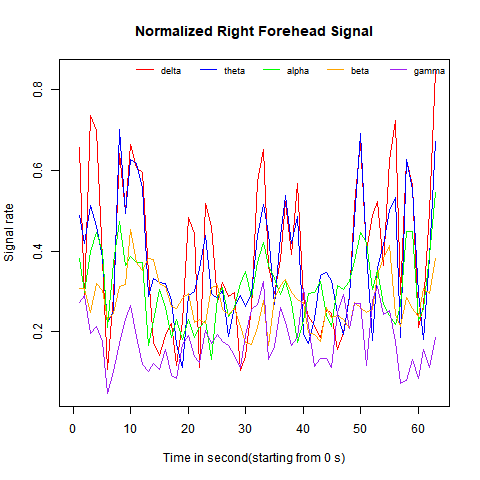 Normalized Right Forehead Signal
delta theta alpha beta gamma
Signal rate
0.8
0.6
0.4
0.2
0 10 20 30 40 50 60
Time in second(starting from 0 s)